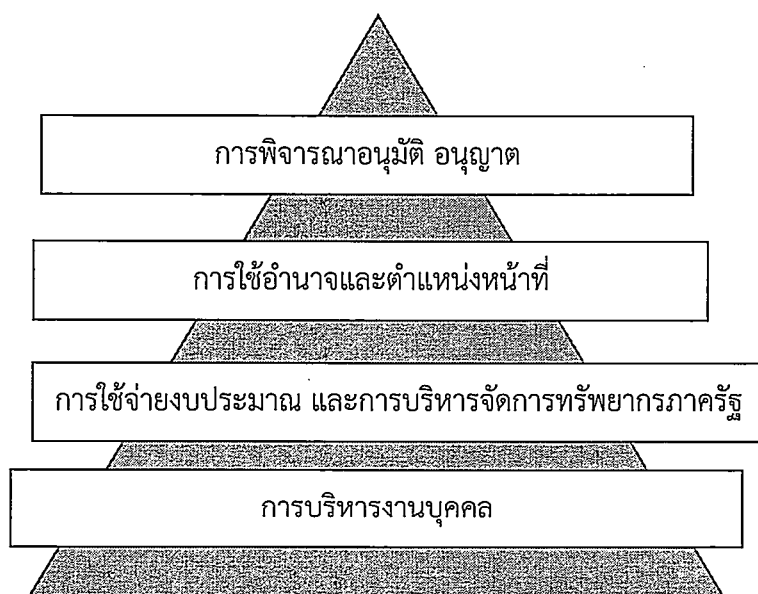 การพิจารณาอนุมัติ อนุญาต
การใช้อำนาจและตำแหน่งหน้าที่
การใช้จ่ายงบประมาณ และการบริหารจัดการทรัพยากรภาครัฐ
การบริหารงานบุคคล